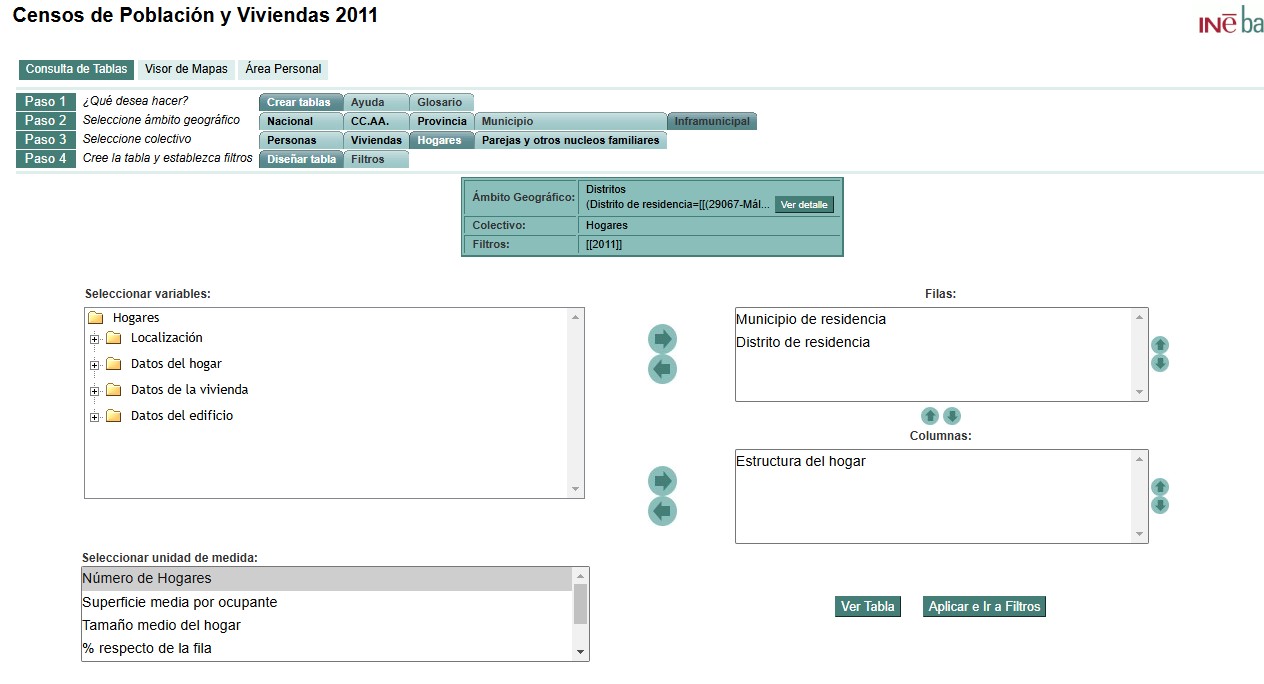 Censos de Población y Viviendas 2011
INe ba
Consulta de Tablas Visor de Mapas Área Personal
Paso 1 ¿Qué desea hacer? Crear tablas Ayuda Glosario
Paso 2 Seleccione ámbito geográfico Nacional CC.AA. Provincia Municipio Inframunicipal
Paso 3 Seleccione colectivo Personas Viviendas Hogares Parejas y otros nucleos familiares
Paso 4 Cree la tabla y establezca filtros Diseñar tabla Filtros
Ámbito Geográfico: Distritos
(Distrito de residencia=[[(29067-Mál... Ver detalle
Colectivo: Hogares
Filtros: [[2011]]
Seleccionar variables:
Hogares
Localización
Datos del hogar
Datos de la vivienda
Datos del edificio
Filas:
Municipio de residencia
Distrito de residencia
Columnas:
Estructura del hogar
Seleccionar unidad de medida:
Número de Hogares
Superficie media por ocupante
Tamaño medio del hogar
% respecto de la fila
Ver Tabla Aplicar e Ir a Filtros